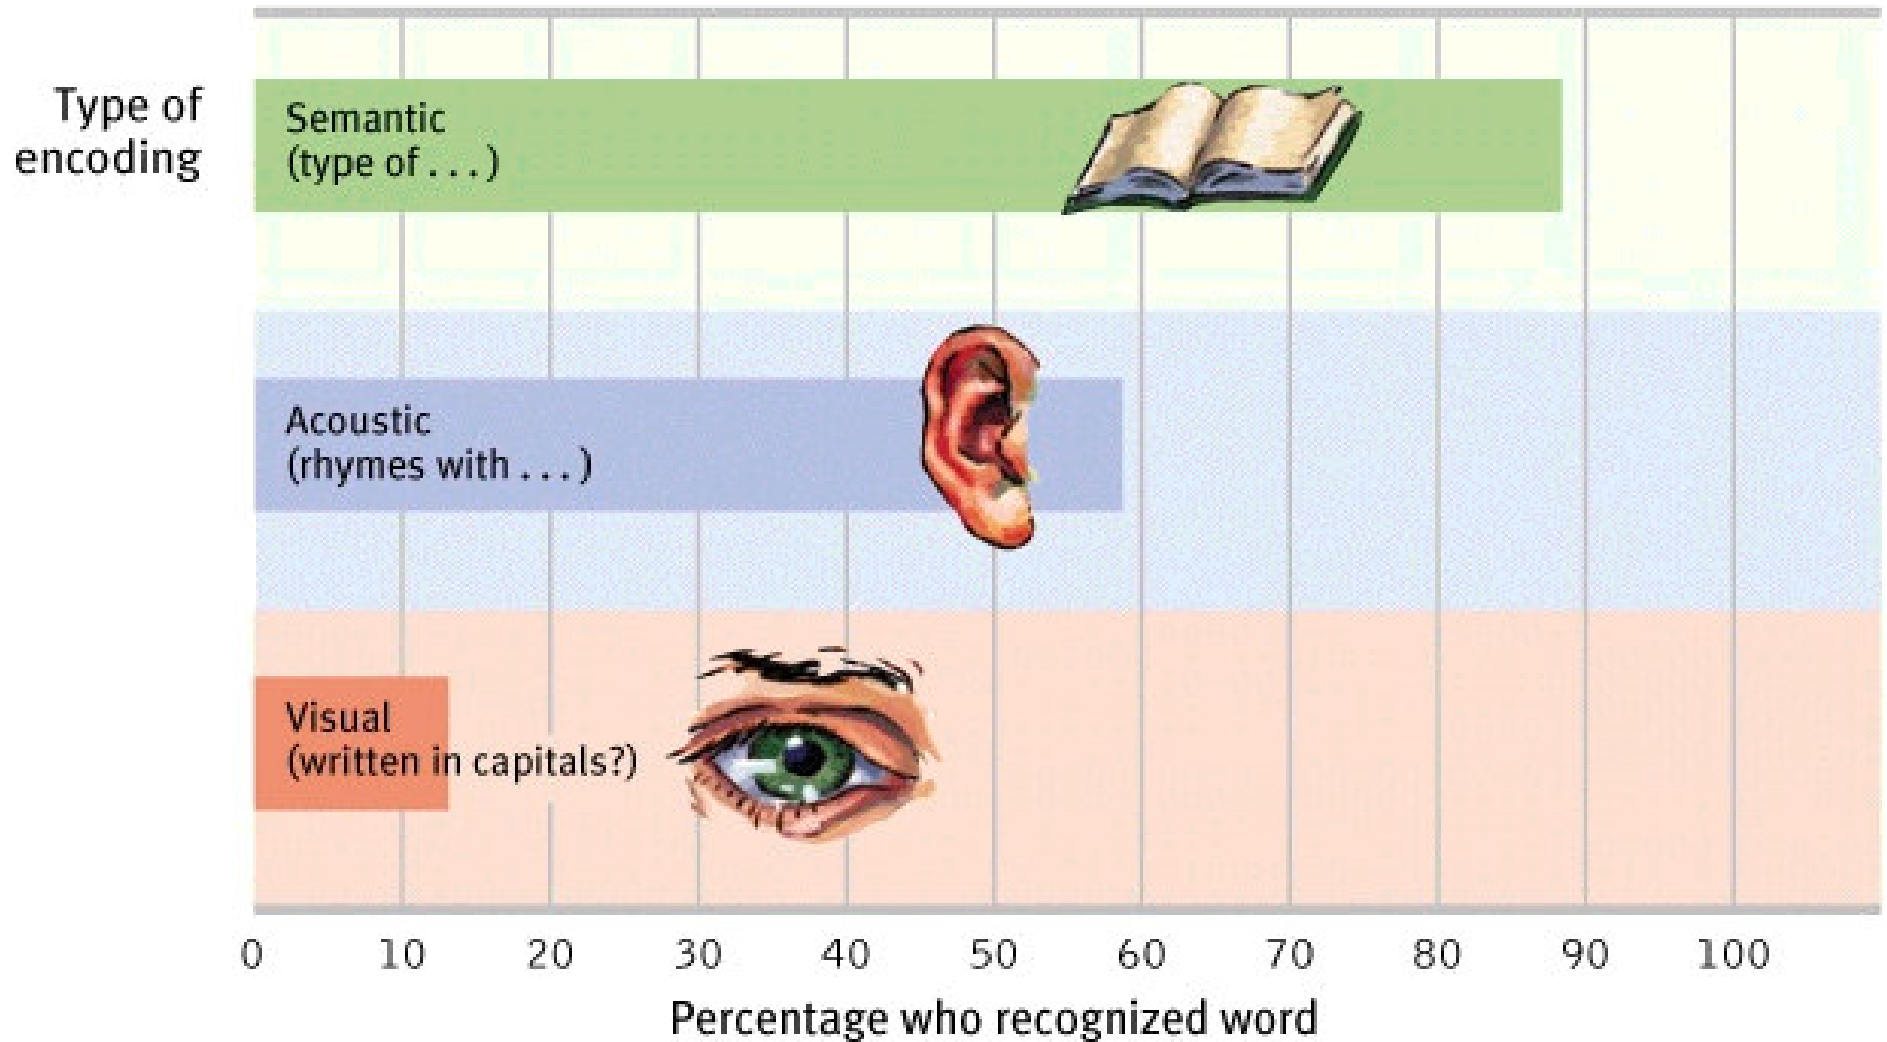 Type of
encoding
Semantic
(type of . . . )
Acoustic
(rhymes with . . . )
Visual
(written in capitals?)
0 10 20 30 40 50 60 70 80 90 100
Percentage who recognized word